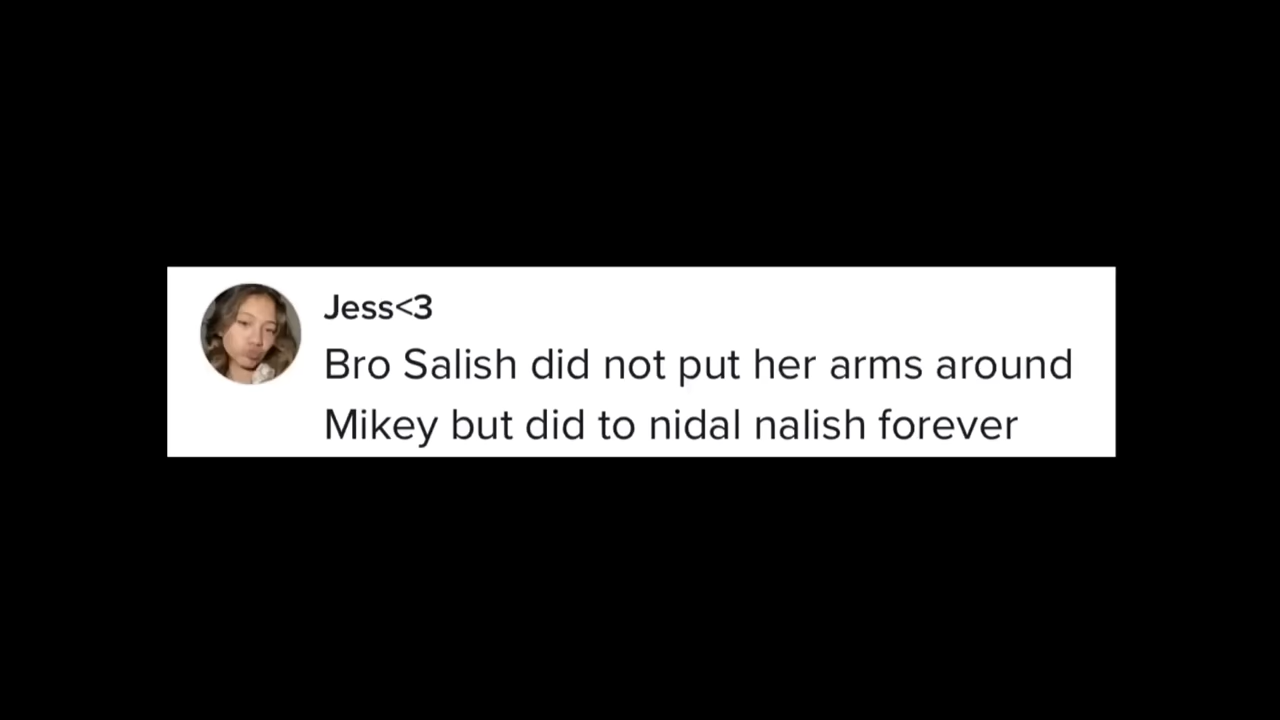 Jess<3
Bro Salish did not put her arms around
Mikey but did to nidal nalish forever